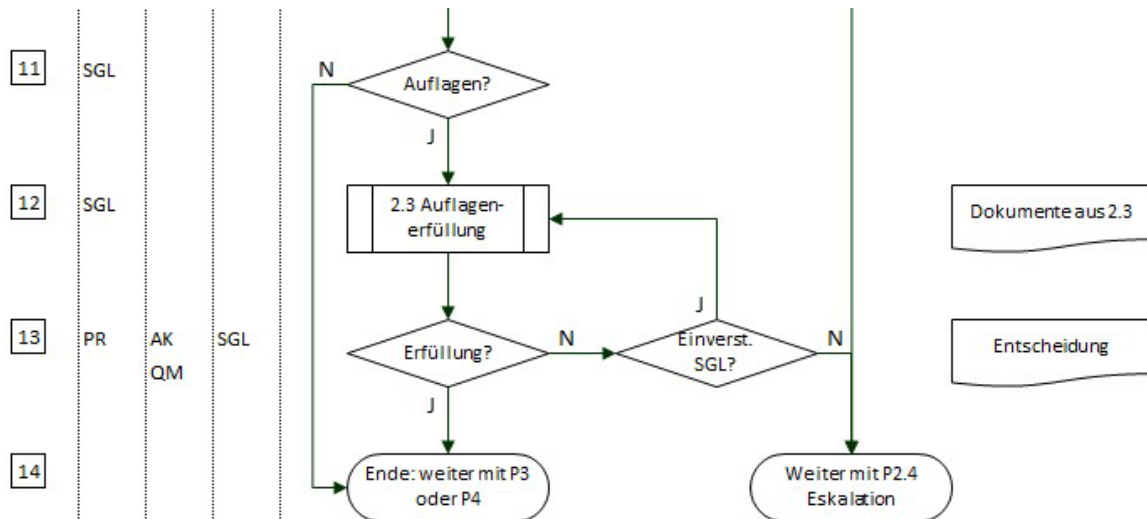 11
SGL
N
Auflagen?
J
12
SGL
2.3 Auflagen-
erfüllung
Dokumente aus 2.3
J
13
PR
AK
QM
SGL
Erfüllung?
N
Einverst.
SGL?
N
Entscheidung
J
14
Ende: weiter mit P3
oder P4
Weiter mit P2.4
Eskalation